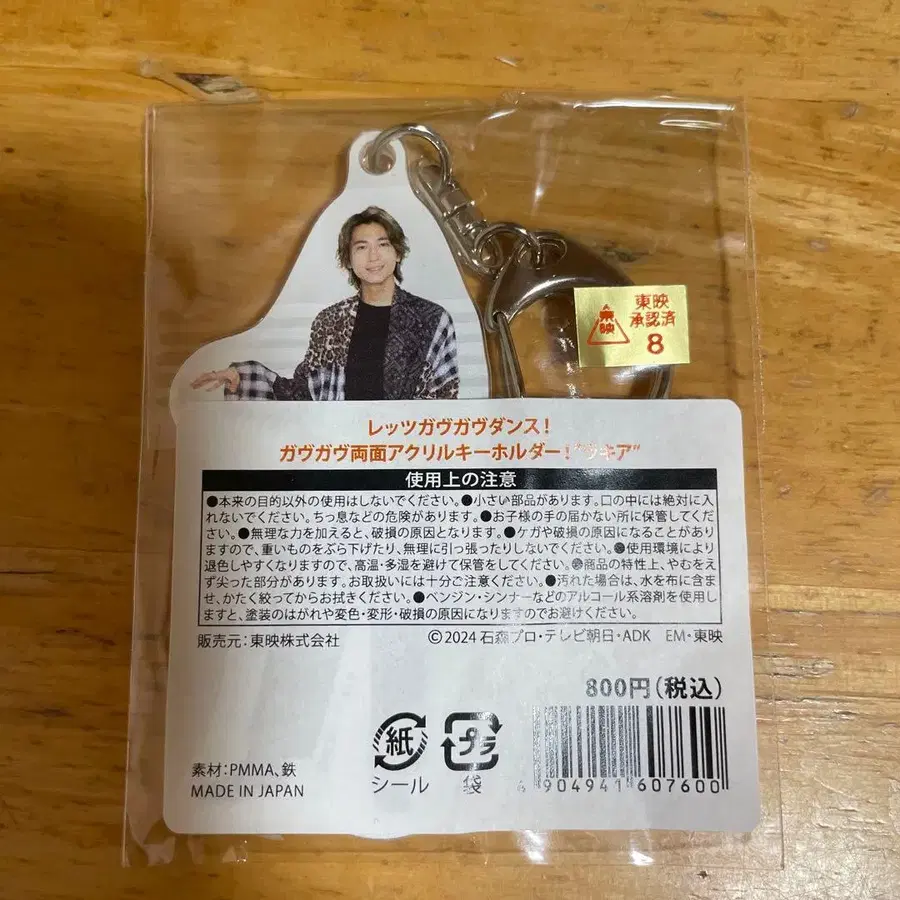 東映
東映
承認済
8
レッツガヴガヴダンス！
ガヴガヴ両面アクリルキーホルダー！"ラキア"
使用上の注意
●本来の目的以外の使用はしないでください。●小さい部品があります。口の中には絶対に入
れないでください。ちっ息などの危険があります。●お子様の手の届かない所に保管してくだ
さい。●無理な力を加えると、破損の原因となります。●ケガや破損の原因になることがあり
ますので、重いものをぶら下げたり、無理に引っ張ったりしないでください。●使用環境により
退色しやすくなりますので、高温・多湿を避けて保管をしてください。●商品の特性上、やむをえ
ず尖った部分があります。お取扱いには十分ご注意ください。●汚れた場合は、水を布に含ま
せ、かたく絞ってからお拭きください。●ベンジン・シンナーなどのアルコール系溶剤を使用しま
すと、塗装のはがれや変色・変形・破損の原因になりますのでお避けください。
販売元：東映株式会社 ©2024 石森プロ・テレビ朝日・ADK EM・東映
800円（税込）
紙
シール
プラ
袋
素材：PMMA、鉄
MADE IN JAPAN
4 904941 607600